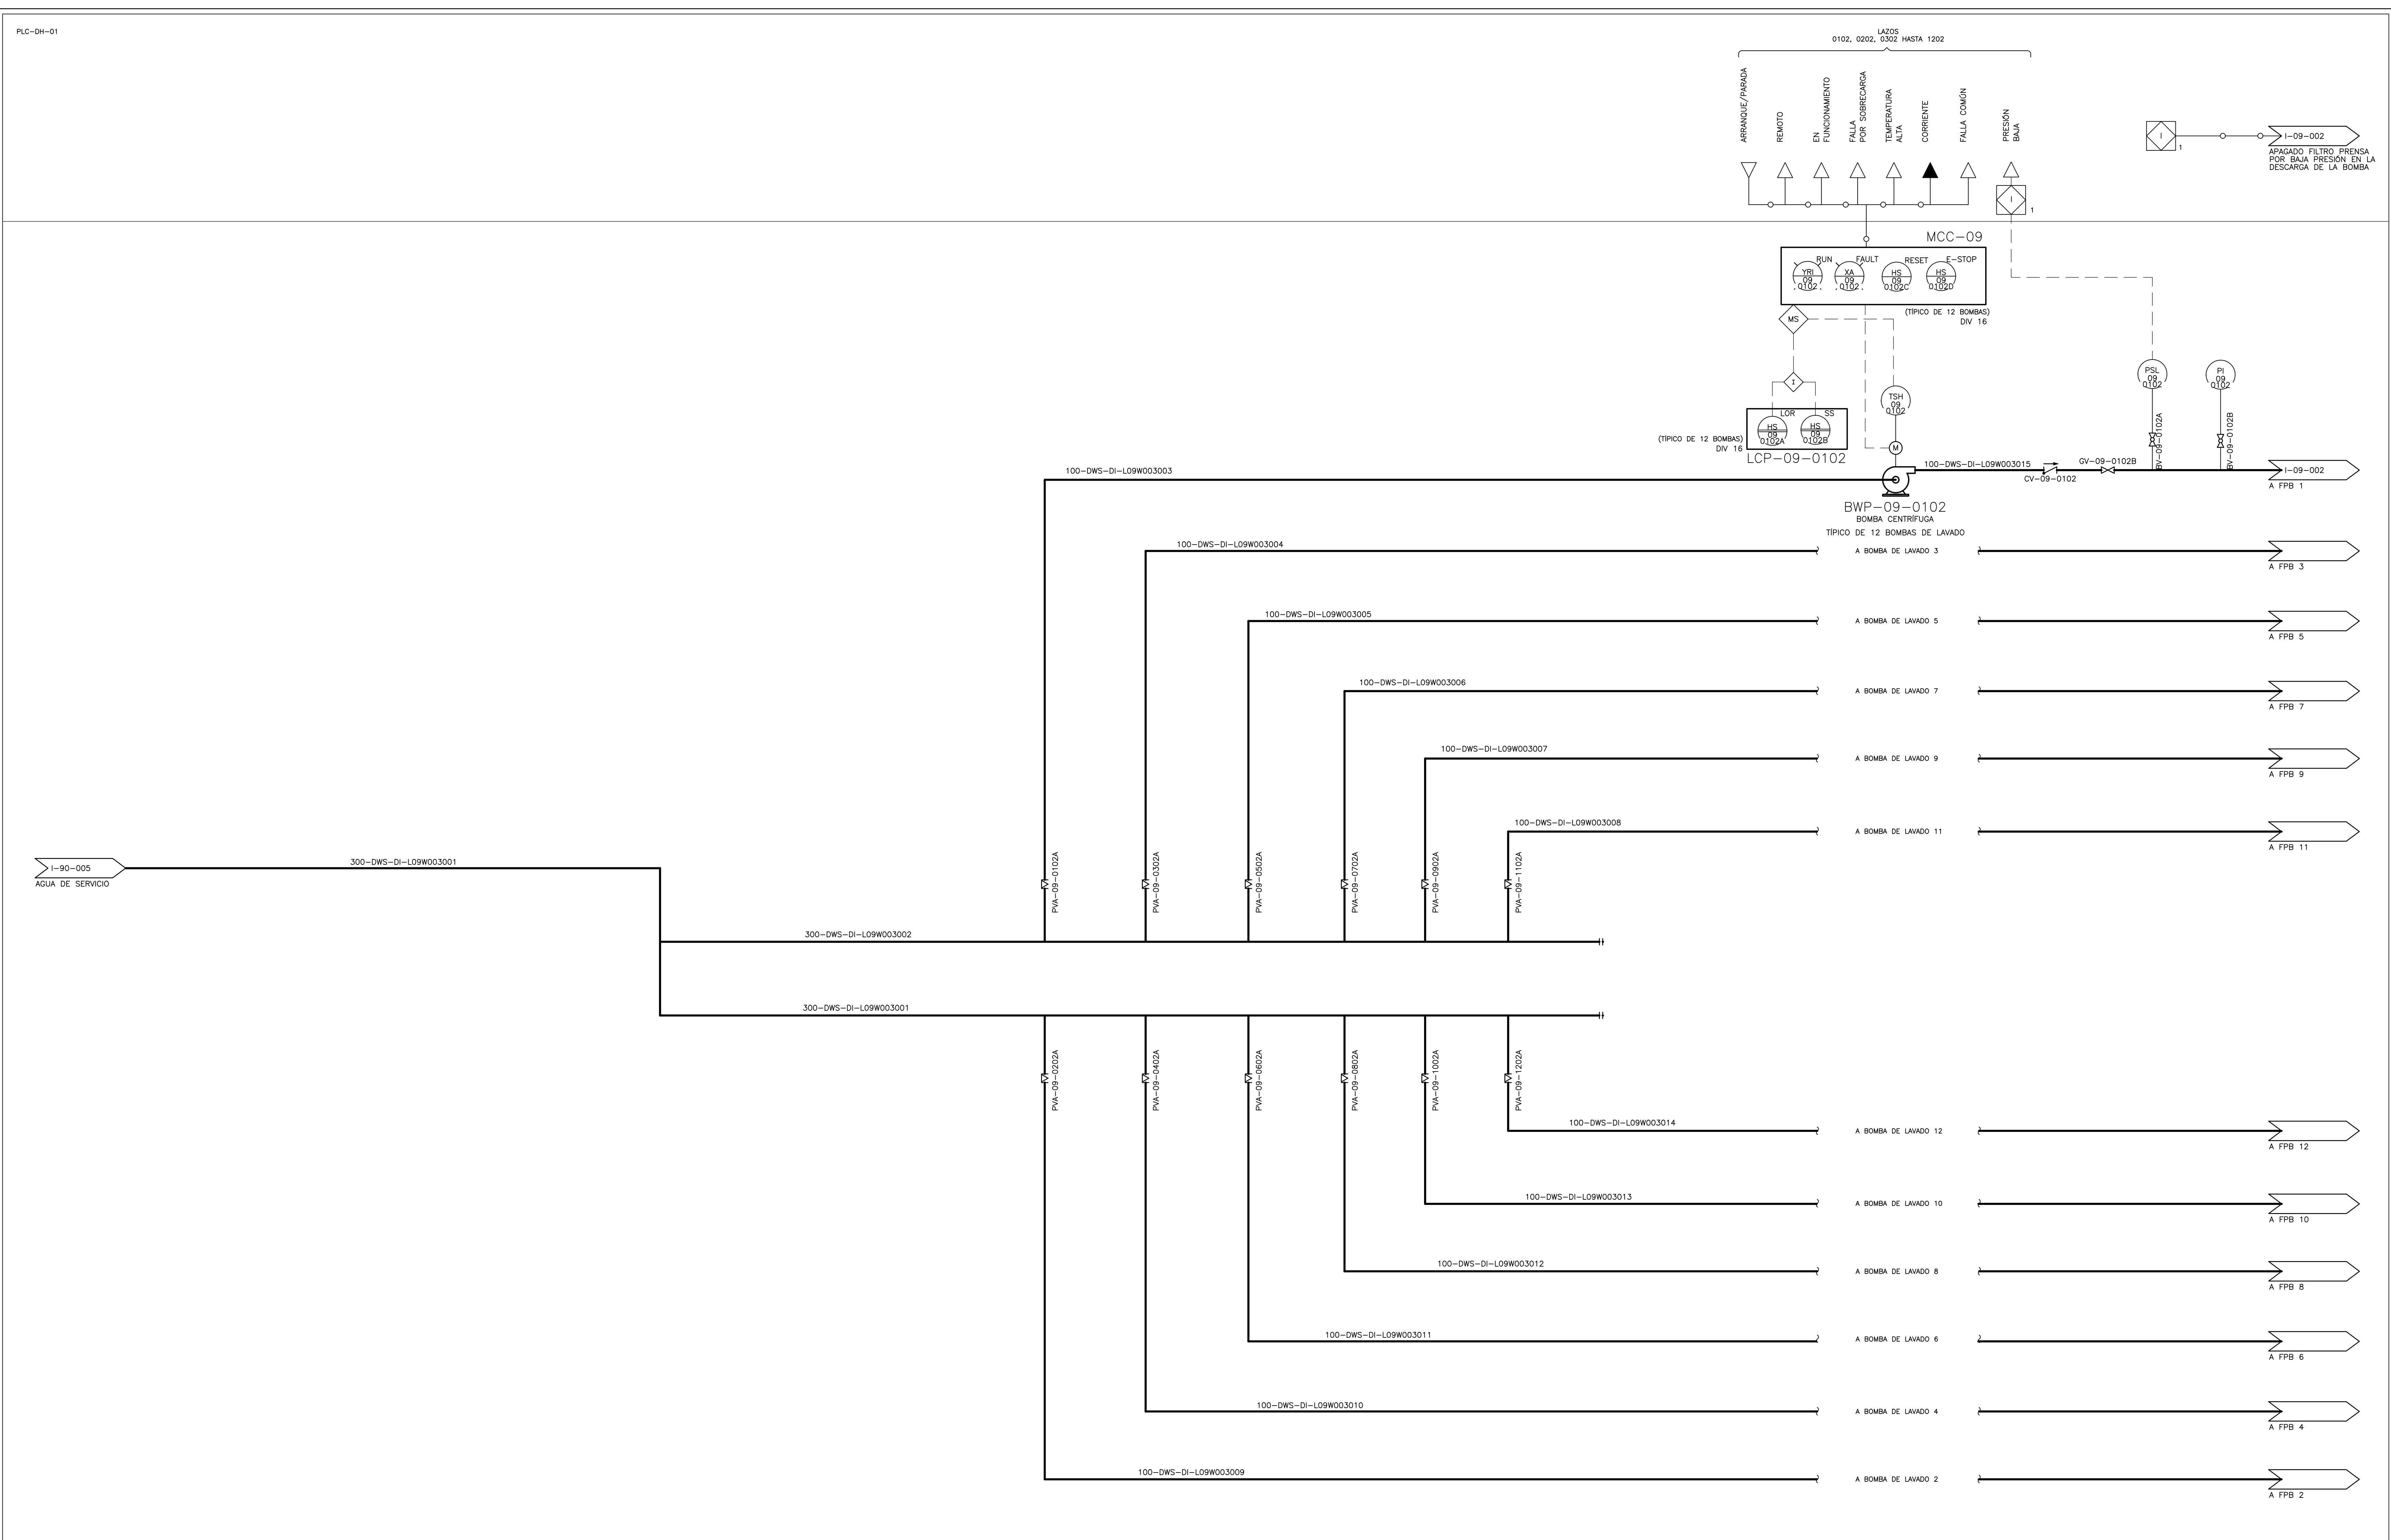 PLC-DH-01
LAZOS
0102, 0202, 0302 HASTA 1202
ARRANQUE/PARADA
REMOTO
EN
FUNCIONAMIENTO
FALLA
POR SOBRECARGA
TEMPERATURA
ALTA
CORRIENTE
FALLA COMÚN
PRESIÓN
BAJA
I
1
I
1
I-09-002
APAGADO FILTRO PRENSA
POR BAJA PRESIÓN EN LA
DESCARGA DE LA BOMBA
MCC-09
RUN
FAULT
RESET
E-STOP
YRI
09
0102
XA
09
0102
HS
09
0102C
HS
09
0102D
(TÍPICO DE 12 BOMBAS)
DIV 16
MS
I
LOR
SS
HS
09
0102A
HS
09
0102B
(TÍPICO DE 12 BOMBAS)
DIV 16
LCP-09-0102
TSH
09
0102
M
PSL
09
0102
PI
09
0102
BV-09-0102A
BV-09-0102B
100-DWS-DI-L09W003003
100-DWS-DI-L09W003015
CV-09-0102
GV-09-0102B
I-09-002
A FPB 1
BWP-09-0102
BOMBA CENTRÍFUGA
TÍPICO DE 12 BOMBAS DE LAVADO
100-DWS-DI-L09W003004
A BOMBA DE LAVADO 3
A FPB 3
100-DWS-DI-L09W003005
A BOMBA DE LAVADO 5
A FPB 5
100-DWS-DI-L09W003006
A BOMBA DE LAVADO 7
A FPB 7
100-DWS-DI-L09W003007
A BOMBA DE LAVADO 9
A FPB 9
100-DWS-DI-L09W003008
A BOMBA DE LAVADO 11
A FPB 11
I-90-005
AGUA DE SERVICIO
300-DWS-DI-L09W003001
PVA-09-0102A
PVA-09-0302A
PVA-09-0502A
PVA-09-0702A
PVA-09-0902A
PVA-09-1102A
300-DWS-DI-L09W003002
300-DWS-DI-L09W003001
PVA-09-0202A
PVA-09-0402A
PVA-09-0602A
PVA-09-0802A
PVA-09-1002A
PVA-09-1202A
100-DWS-DI-L09W003014
A BOMBA DE LAVADO 12
A FPB 12
100-DWS-DI-L09W003013
A BOMBA DE LAVADO 10
A FPB 10
100-DWS-DI-L09W003012
A BOMBA DE LAVADO 8
A FPB 8
100-DWS-DI-L09W003011
A BOMBA DE LAVADO 6
A FPB 6
100-DWS-DI-L09W003010
A BOMBA DE LAVADO 4
A FPB 4
100-DWS-DI-L09W003009
A BOMBA DE LAVADO 2
A FPB 2